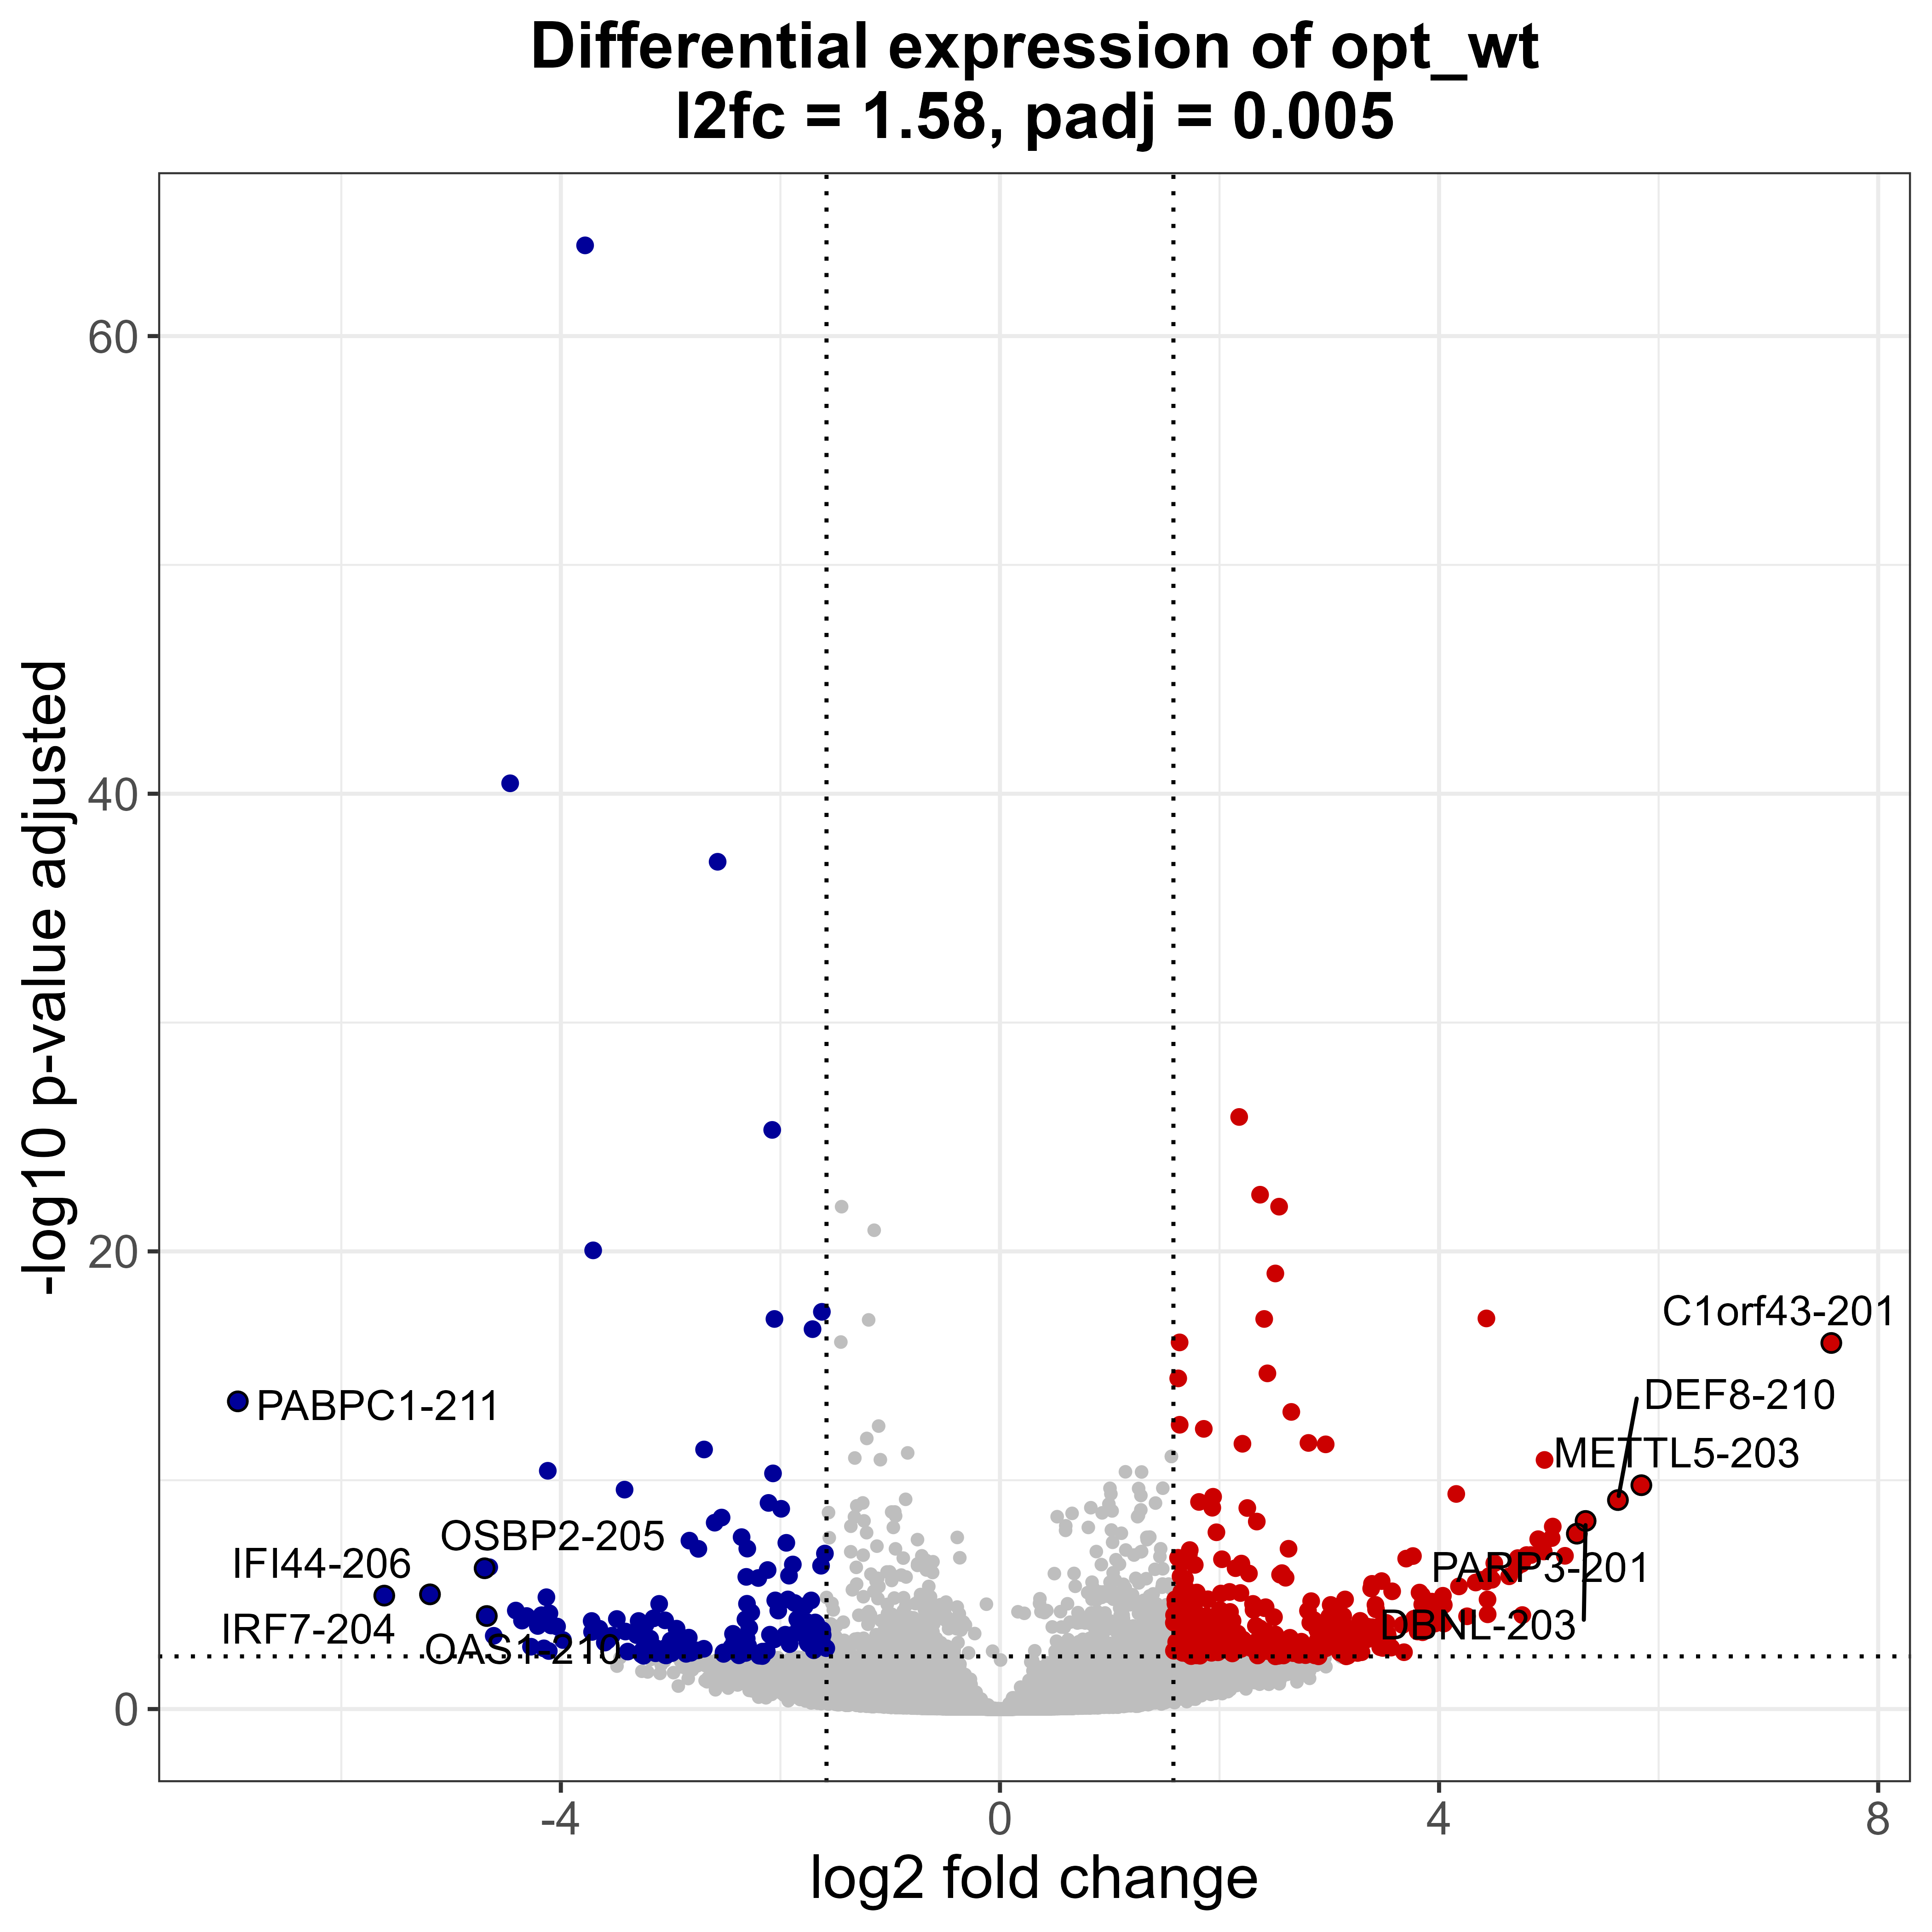 Differential expression of opt_wt
l2fc = 1.58, padj = 0.005
-log10 p-value adjusted
60
40
20
0
C1orf43-201
DEF8-210
PABPC1-211
METTL5-203
OSBP2-205
IFI44-206
PARP3-201
IRF7-204
DBNL-203
OAS1-210
-4
0
4
8
log2 fold change